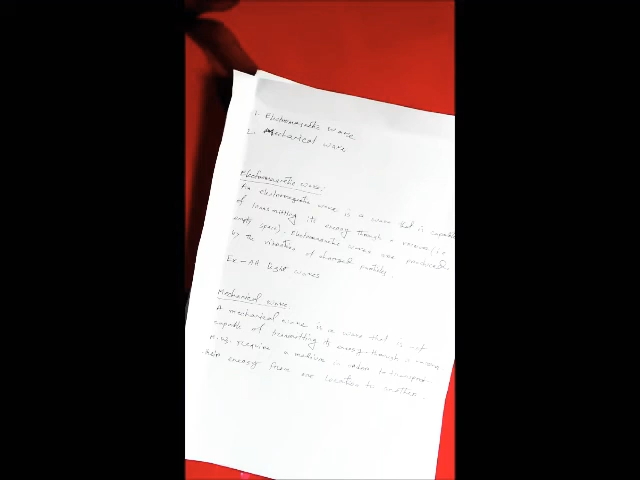 1. Electromagnetic wave
2. Mechanical wave
Electromagnetic wave:
An electromagnetic wave is a wave that is capable
of transmitting its energy through a vacuum (i.e
empty space). Electromagnetic waves are produced
by the vibration of charged particles.
Ex - All Light waves
Mechanical wave
A mechanical wave is a wave that is not
capable of transmitting its energy through a vacuum
require a medium in order to transport
their energy from one location to another.